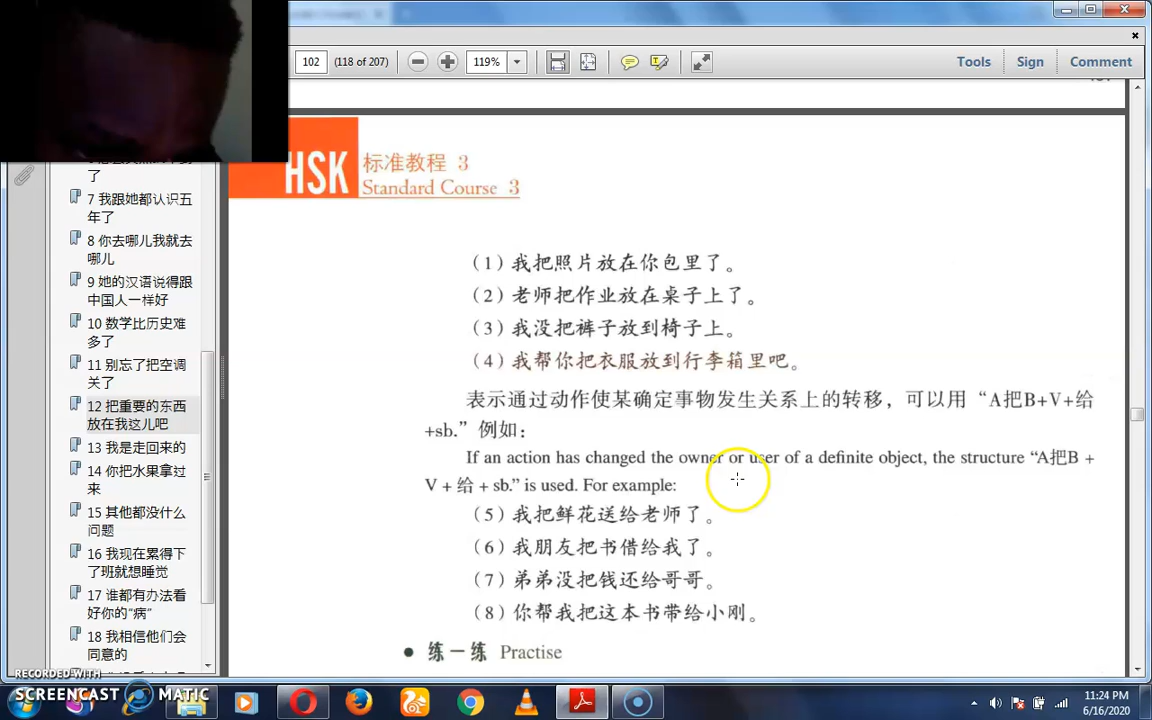 102 (118 of 207) 119% Tools Sign Comment
HSK 标准教程 3
Standard Course 3
了
7 我跟她都认识五
年了
8 你去哪儿我就去
哪儿
9 她的汉语说得跟
中国人一样好
10 数学比历史难
多了
11 别忘了把空调
关了
12 把重要的东西
放在我这儿吧
13 我是走回来的
14 你把水果拿过
来
15 其他都没什么
问题
16 我现在累得下
了班就想睡觉
17 谁都有办法看
好你的“病”
18 我相信他们会
同意的
(1) 我把照片放在你包里了。
(2) 老师把作业放在桌子上了。
(3) 我没把裤子放到椅子上。
(4) 我帮你把衣服放到行李箱里吧。
表示通过动作使某确定事物发生关系上的转移，可以用“A把B+V+给
+sb.”例如：
If an action has changed the owner or user of a definite object, the structure “A把B +
V + 给 + sb.” is used. For example:
(5) 我把鲜花送给老师了。
(6) 我朋友把书借给我了。
(7) 弟弟没把钱还给哥哥。
(8) 你帮我把这本书带给小刚。
● 练一练 Practise
RECORDED WITH
SCREENCAST MATIC
11:24 PM
6/16/2020